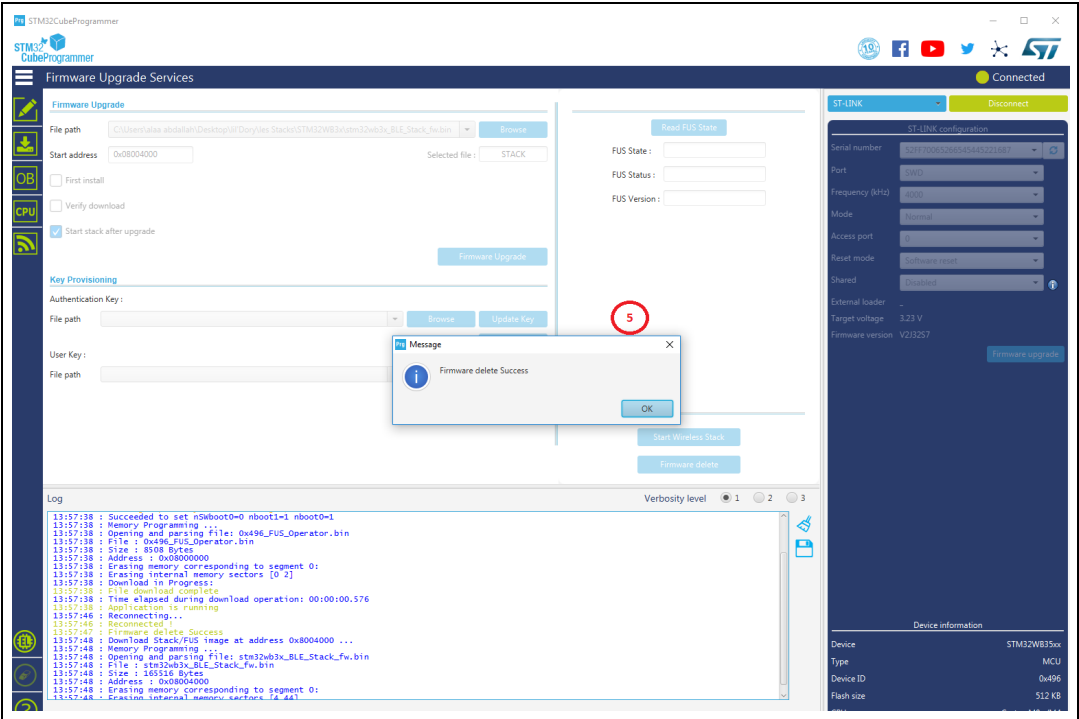 Prg STM32CubeProgrammer
STM32
CubeProgrammer
Firmware Upgrade Services
Connected
Firmware Upgrade
File path
Browse
Start address 0x08004000 Selected file : STACK
First install
Verify download
Start stack after upgrade
Firmware Upgrade
Key Provisioning
Authentication Key :
File path Browse Update Key
User Key :
File path
Read FUS State
FUS State :
FUS Status :
FUS Version :
5
Prg Message
Firmware delete Success
OK
Start Wireless Stack
Firmware delete
ST-LINK Disconnect
ST-LINK configuration
Serial number
Port SWD
Frequency (kHz) 4000
Mode Normal
Access port 0
Reset mode Software reset
Shared Disabled
External loader _
Target voltage 3.23 V
Firmware version V2J32S7
Firmware upgrade
Log Verbosity level 1 2 3
13:57:38 : Succeeded to set nSWboot0=0 nboot1=1 nboot0=1
13:57:38 : Memory Programming ...
13:57:38 : Opening and parsing file: 0x496_FUS_Operator.bin
13:57:38 : File : 0x496_FUS_Operator.bin
13:57:38 : Size : 8508 Bytes
13:57:38 : Address : 0x08000000
13:57:38 : Erasing memory corresponding to segment 0:
13:57:38 : Erasing internal memory sectors [0 2]
13:57:38 : Download in Progress:
13:57:38 : File download complete
13:57:38 : Time elapsed during download operation: 00:00:00.576
13:57:38 : Application is running
13:57:46 : Reconnecting...
13:57:46 : Reconnected !
13:57:47 : Firmware delete Success
13:57:48 : Download Stack/FUS image at address 0x8004000 ...
13:57:48 : Memory Programming ...
13:57:48 : Opening and parsing file: stm32wb3x_BLE_Stack_fw.bin
13:57:48 : File : stm32wb3x_BLE_Stack_fw.bin
13:57:48 : Size : 165516 Bytes
13:57:48 : Address : 0x08004000
13:57:48 : Erasing memory corresponding to segment 0:
13:57:48 : Erasing internal memory sectors [4 44]
OB
CPU
Device information
Device STM32WB35xx
Type MCU
Device ID 0x496
Flash size 512 KB